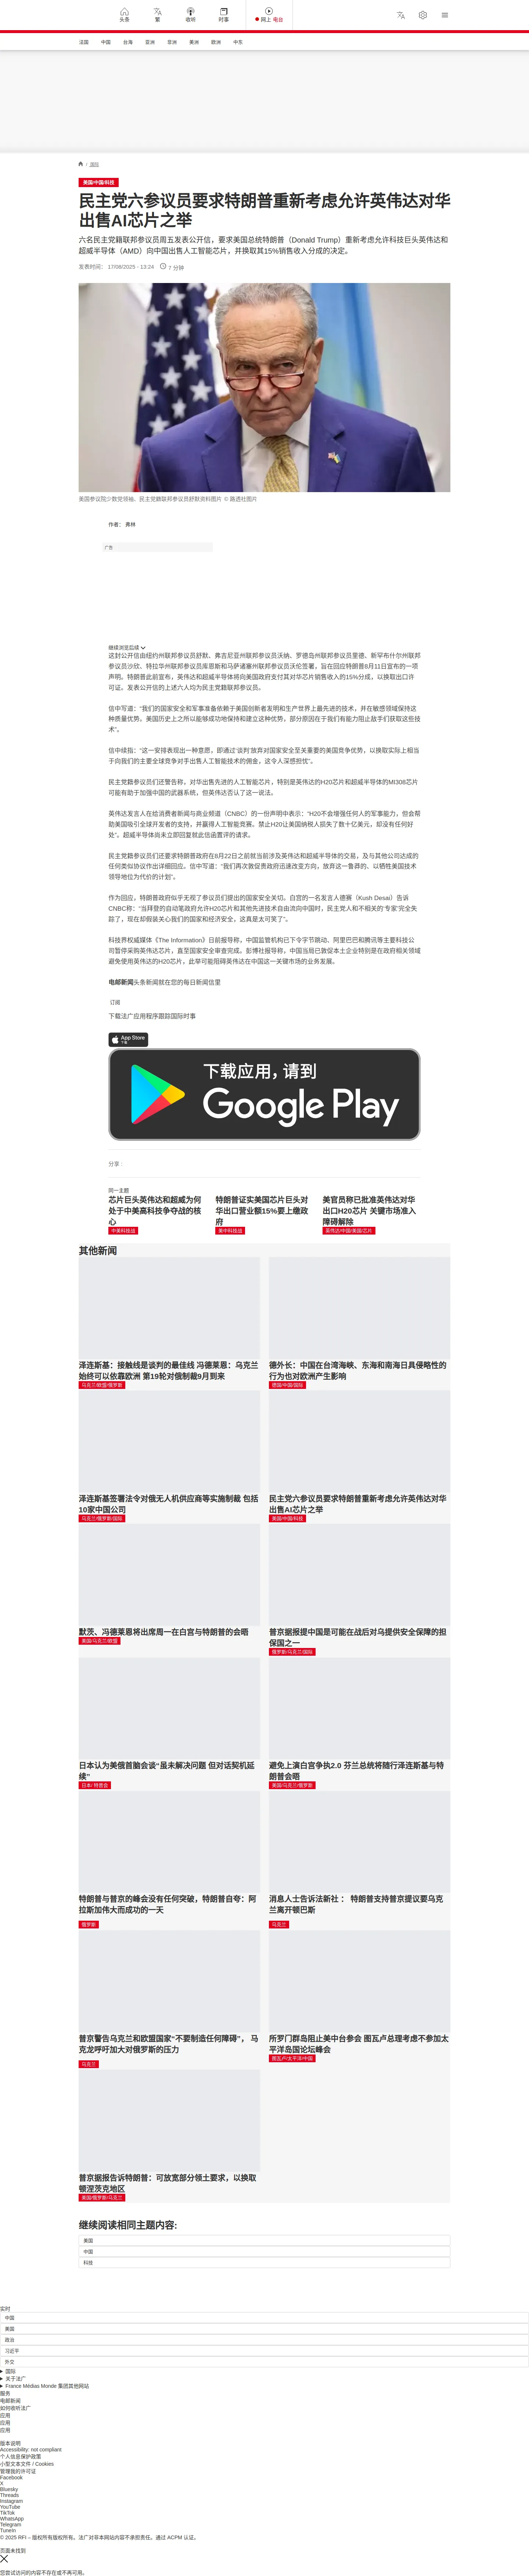 头条
繁
收听
时事
网上 电台
法国
中国
台海
亚洲
非洲
美洲
欧洲
中东
/ 国际
美国/中国/科技
民主党六参议员要求特朗普重新考虑允许英伟达对华
出售AI芯片之举
六名民主党籍联邦参议员周五发表公开信，要求美国总统特朗普（Donald Trump）重新考虑允许科技巨头英伟达和
超威半导体（AMD）向中国出售人工智能芯片，并换取其15%销售收入分成的决定。
发表时间： 17/08/2025 - 13:24
7 分钟
美国参议院少数党领袖、民主党籍联邦参议员舒默资料图片 © 路透社图片
作者： 弗林
广告
继续浏览后续
这封公开信由纽约州联邦参议员舒默、弗吉尼亚州联邦参议员沃纳、罗德岛州联邦参议员里德、新罕布什尔州联邦
参议员沙欣、特拉华州联邦参议员库恩斯和马萨诸塞州联邦参议员沃伦签署，旨在回应特朗普8月11日宣布的一项
声明。特朗普此前宣布，英伟达和超威半导体将向美国政府支付其对华芯片销售收入的15%分成，以换取出口许
可证。发表公开信的上述六人均为民主党籍联邦参议员。
信中写道：“我们的国家安全和军事准备依赖于美国创新者发明和生产世界上最先进的技术，并在敏感领域保持这
种质量优势。美国历史上之所以能够成功地保持和建立这种优势，部分原因在于我们有能力阻止敌手们获取这些技
术”。
信中续指：“这一安排表现出一种意愿，即通过‘谈判’放弃对国家安全至关重要的美国竞争优势，以换取实际上相当
于向我们的主要全球竞争对手出售人工智能技术的佣金，这令人深感担忧”。
民主党籍参议员们还警告称，对华出售先进的人工智能芯片，特别是英伟达的H20芯片和超威半导体的MI308芯片
可能有助于加强中国的武器系统，但英伟达否认了这一说法。
英伟达发言人在给消费者新闻与商业频道（CNBC）的一份声明中表示：“H20不会增强任何人的军事能力，但会帮
助美国吸引全球开发者的支持，并赢得人工智能竞赛。禁止H20让美国纳税人损失了数十亿美元，却没有任何好
处”。超威半导体尚未立即回复就此信函置评的请求。
民主党籍参议员们还要求特朗普政府在8月22日之前就当前涉及英伟达和超威半导体的交易，及与其他公司达成的
任何类似协议作出详细回应。信中写道：“我们再次敦促贵政府迅速改变方向，放弃这一鲁莽的、以牺牲美国技术
领导地位为代价的计划”。
作为回应，特朗普政府似乎无视了参议员们提出的国家安全关切。白宫的一名发言人德赛（Kush Desai）告诉
CNBC称：“当拜登的自动笔政府允许H20芯片和其他先进技术自由流向中国时，民主党人和不相关的‘专家’完全失
踪了，现在却假装关心我们的国家和经济安全，这真是太可笑了”。
科技界权威媒体《The Information》日前报导称，中国监管机构已下令字节跳动、阿里巴巴和腾讯等主要科技公
司暂停采购英伟达芯片，直至国家安全审查完成。彭博社报导称，中国当局已敦促本土企业特别是在政府相关领域
避免使用英伟达的H20芯片，此举可能阻碍英伟达在中国这一关键市场的业务发展。
电邮新闻头条新闻就在您的每日新闻信里
订阅
下载法广应用程序跟踪国际时事
App Store
下载
下载应用，请到
Google Play
分享 :
同一主题
芯片巨头英伟达和超威为何
处于中美高科技争夺战的核
心
中美科技战
特朗普证实美国芯片巨头对
华出口营业额15%要上缴政
府
美中科技战
美官员称已批准英伟达对华
出口H20芯片 关键市场准入
障碍解除
英伟达/中国/美国/芯片
其他新闻
泽连斯基：接触线是谈判的最佳线 冯德莱恩：乌克兰
始终可以依靠欧洲 第19轮对俄制裁9月到来
乌克兰/欧盟/俄罗斯
德外长：中国在台湾海峡、东海和南海日具侵略性的
行为也对欧洲产生影响
德国/中国/国际
泽连斯基签署法令对俄无人机供应商等实施制裁 包括
10家中国公司
乌克兰/俄罗斯/国际
民主党六参议员要求特朗普重新考虑允许英伟达对华
出售AI芯片之举
美国/中国/科技
默茨、冯德莱恩将出席周一在白宫与特朗普的会晤
美国/乌克兰/欧盟
普京据报提中国是可能在战后对乌提供安全保障的担
保国之一
俄罗斯/乌克兰/国际
日本认为美俄首脑会谈“虽未解决问题 但对话契机延
续”
日本/ 特普会
避免上演白宫争执2.0 芬兰总统将随行泽连斯基与特
朗普会晤
美国/乌克兰/俄罗斯
特朗普与普京的峰会没有任何突破，特朗普自夸：阿
拉斯加伟大而成功的一天
俄罗斯
消息人士告诉法新社： 特朗普支持普京提议要乌克
兰离开顿巴斯
乌克兰
普京警告乌克兰和欧盟国家“不要制造任何障碍”， 马
克龙呼吁加大对俄罗斯的压力
乌克兰
所罗门群岛阻止美中台参会 图瓦卢总理考虑不参加太
平洋岛国论坛峰会
图瓦卢/太平洋/中国
普京据报告诉特朗普：可放宽部分领土要求，以换取
顿涅茨克地区
美国/俄罗斯/乌克兰
继续阅读相同主题内容:
美国
中国
科技
实时
中国
美国
政治
习近平
外交
国际
关于法广
France Médias Monde 集团其他网站
服务
电邮新闻
如何收听法广
应用
应用
应用
版本说明
Accessibility: not compliant
个人信息保护政策
小型文本文件 / Cookies
管理我的许可证
Facebook
X
Bluesky
Threads
Instagram
YouTube
TikTok
WhatsApp
Telegram
TuneIn
© 2025 RFI – 版权所有版权所有。法广对非本网站内容不承担责任。通过 ACPM 认证。
页面未找到
您尝试访问的内容不存在或不再可用。